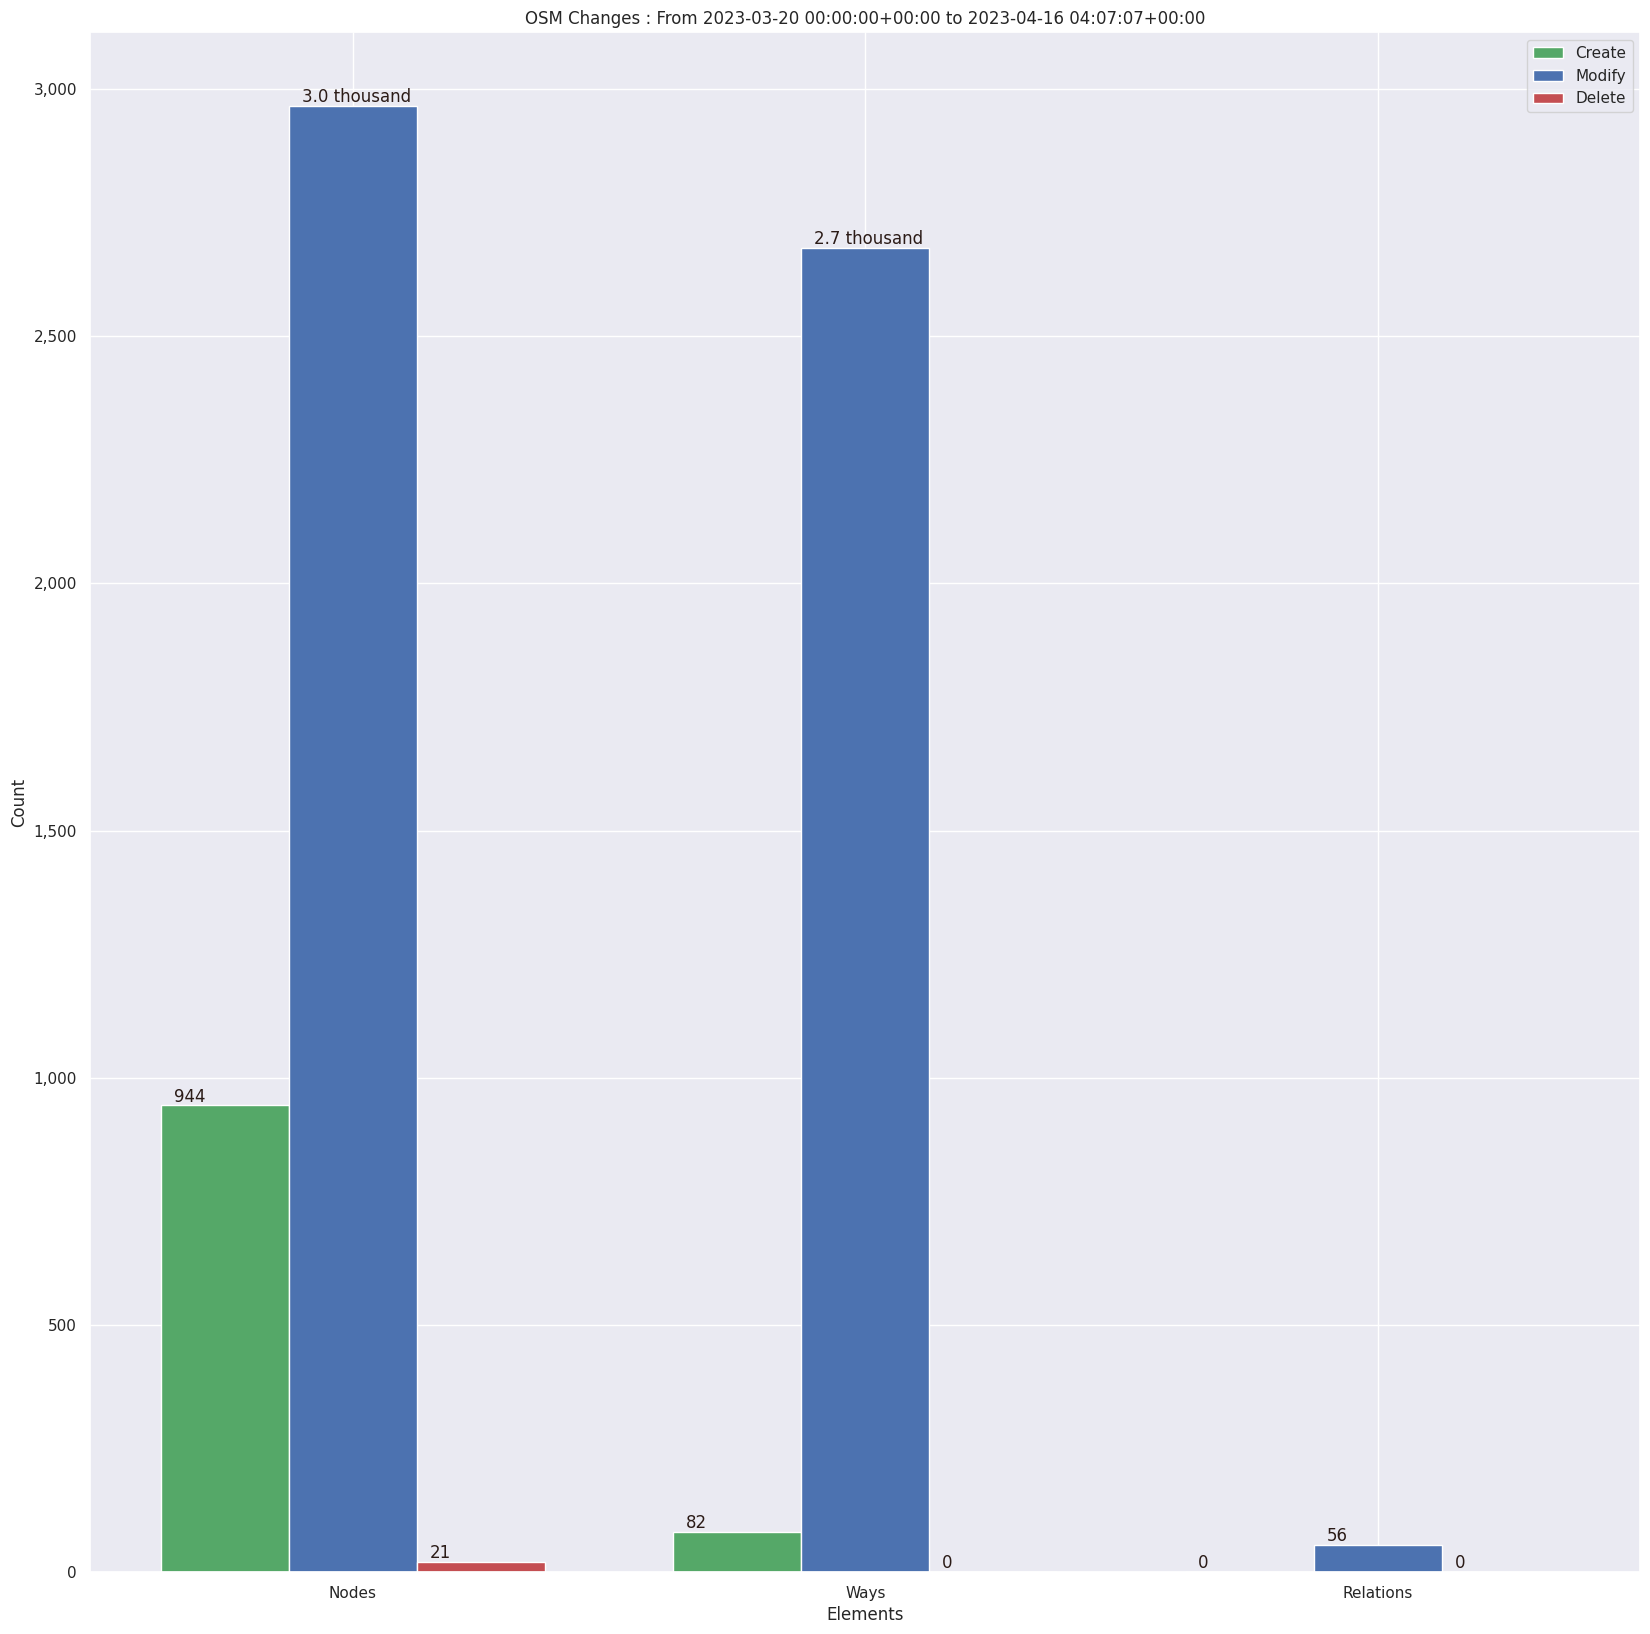 OSM Changes : From 2023-03-20 00:00:00+00:00 to 2023-04-16 04:07:07+00:00
Create
Modify
Delete
3,000
2,500
2,000
1,500
1,000
500
0
Count
3.0 thousand
2.7 thousand
944
21
82
0
0
56
0
Nodes
Ways
Relations
Elements